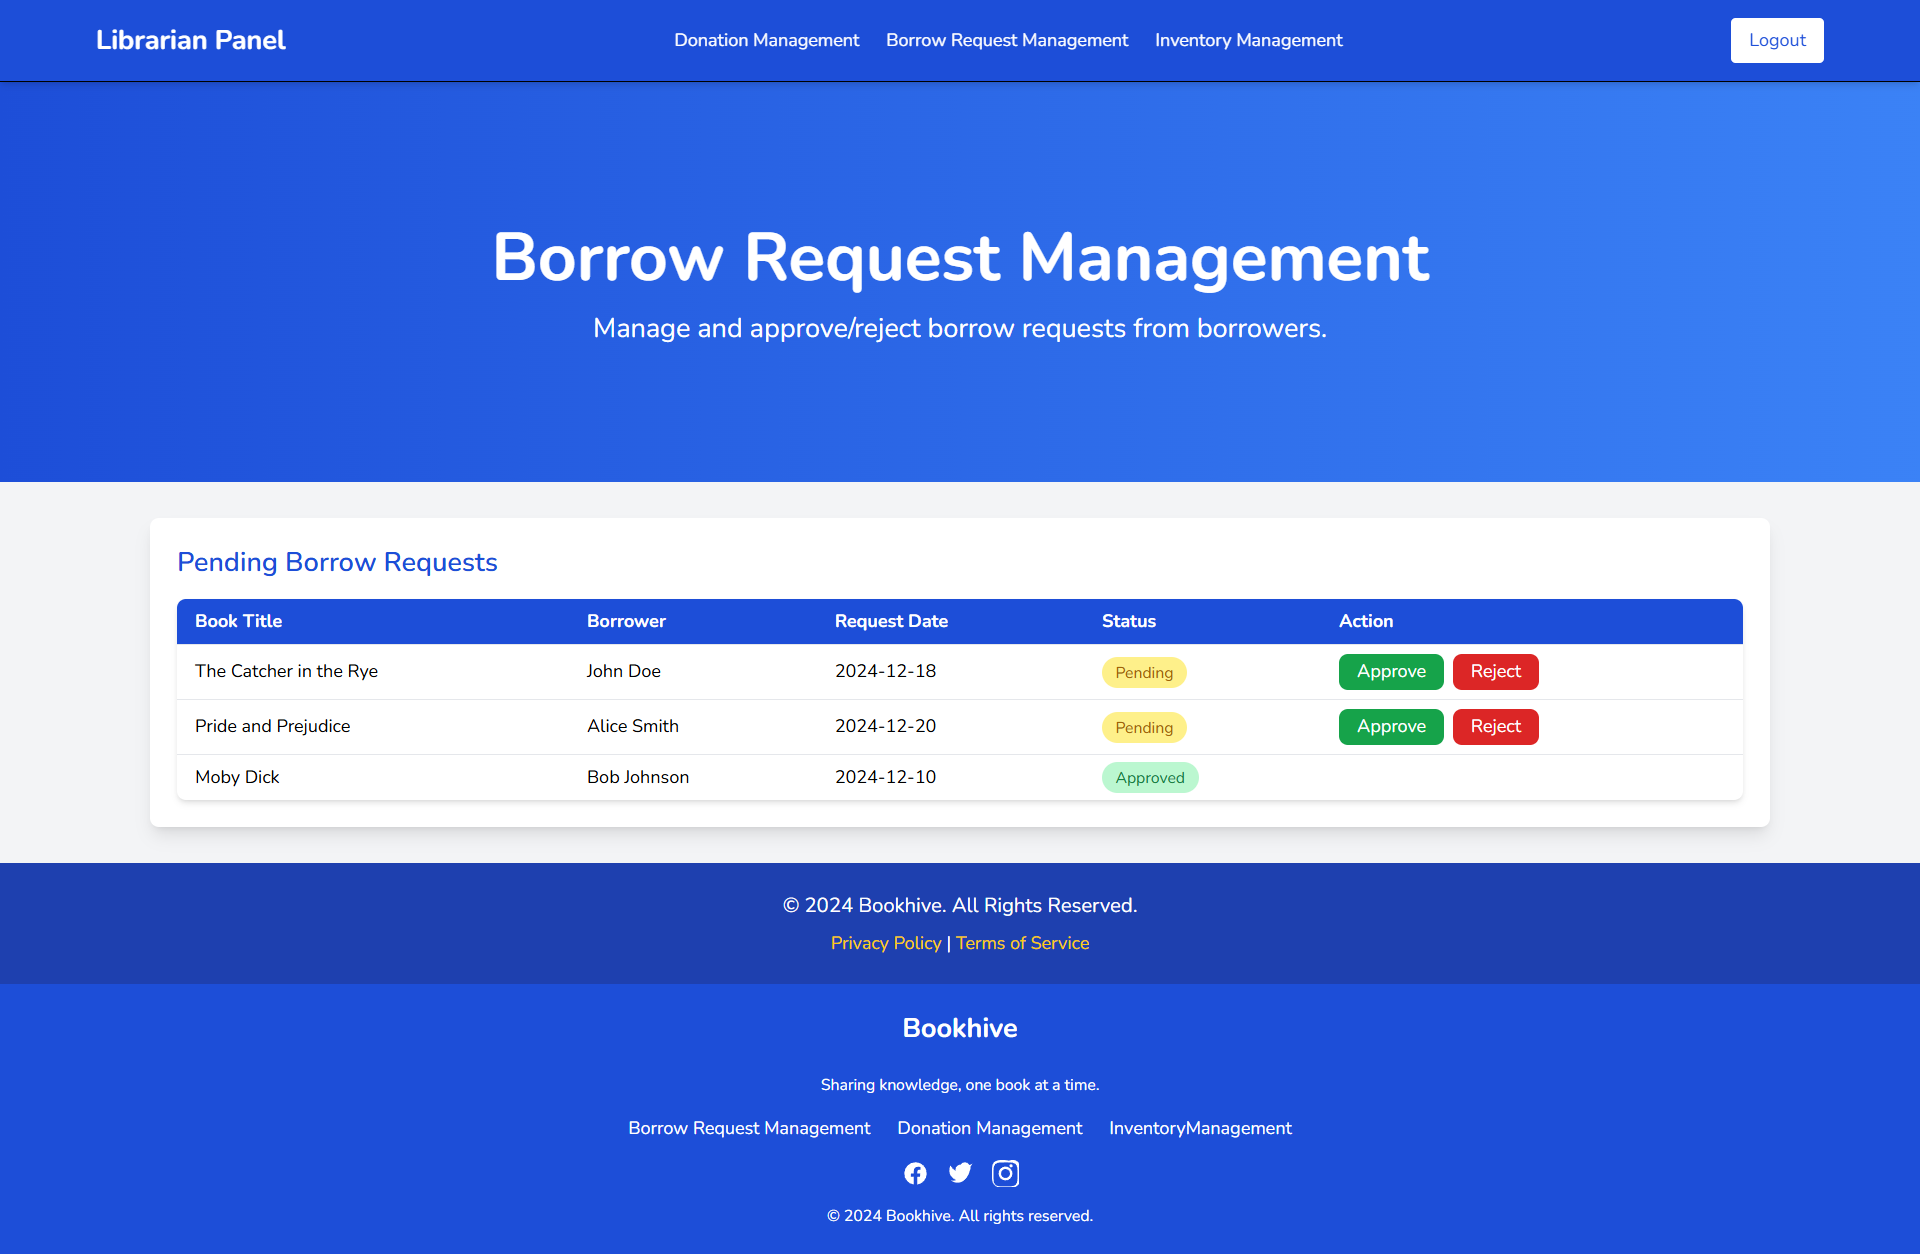 Librarian Panel Donation Management Borrow Request Management Inventory Management Logout
Borrow Request Management
Manage and approve/reject borrow requests from borrowers.
Pending Borrow Requests
Book Title Borrower Request Date Status Action
The Catcher in the Rye John Doe 2024-12-18 Pending Approve Reject
Pride and Prejudice Alice Smith 2024-12-20 Pending Approve Reject
Moby Dick Bob Johnson 2024-12-10 Approved
© 2024 Bookhive. All Rights Reserved.
Privacy Policy | Terms of Service
Bookhive
Sharing knowledge, one book at a time.
Borrow Request Management Donation Management InventoryManagement
© 2024 Bookhive. All rights reserved.